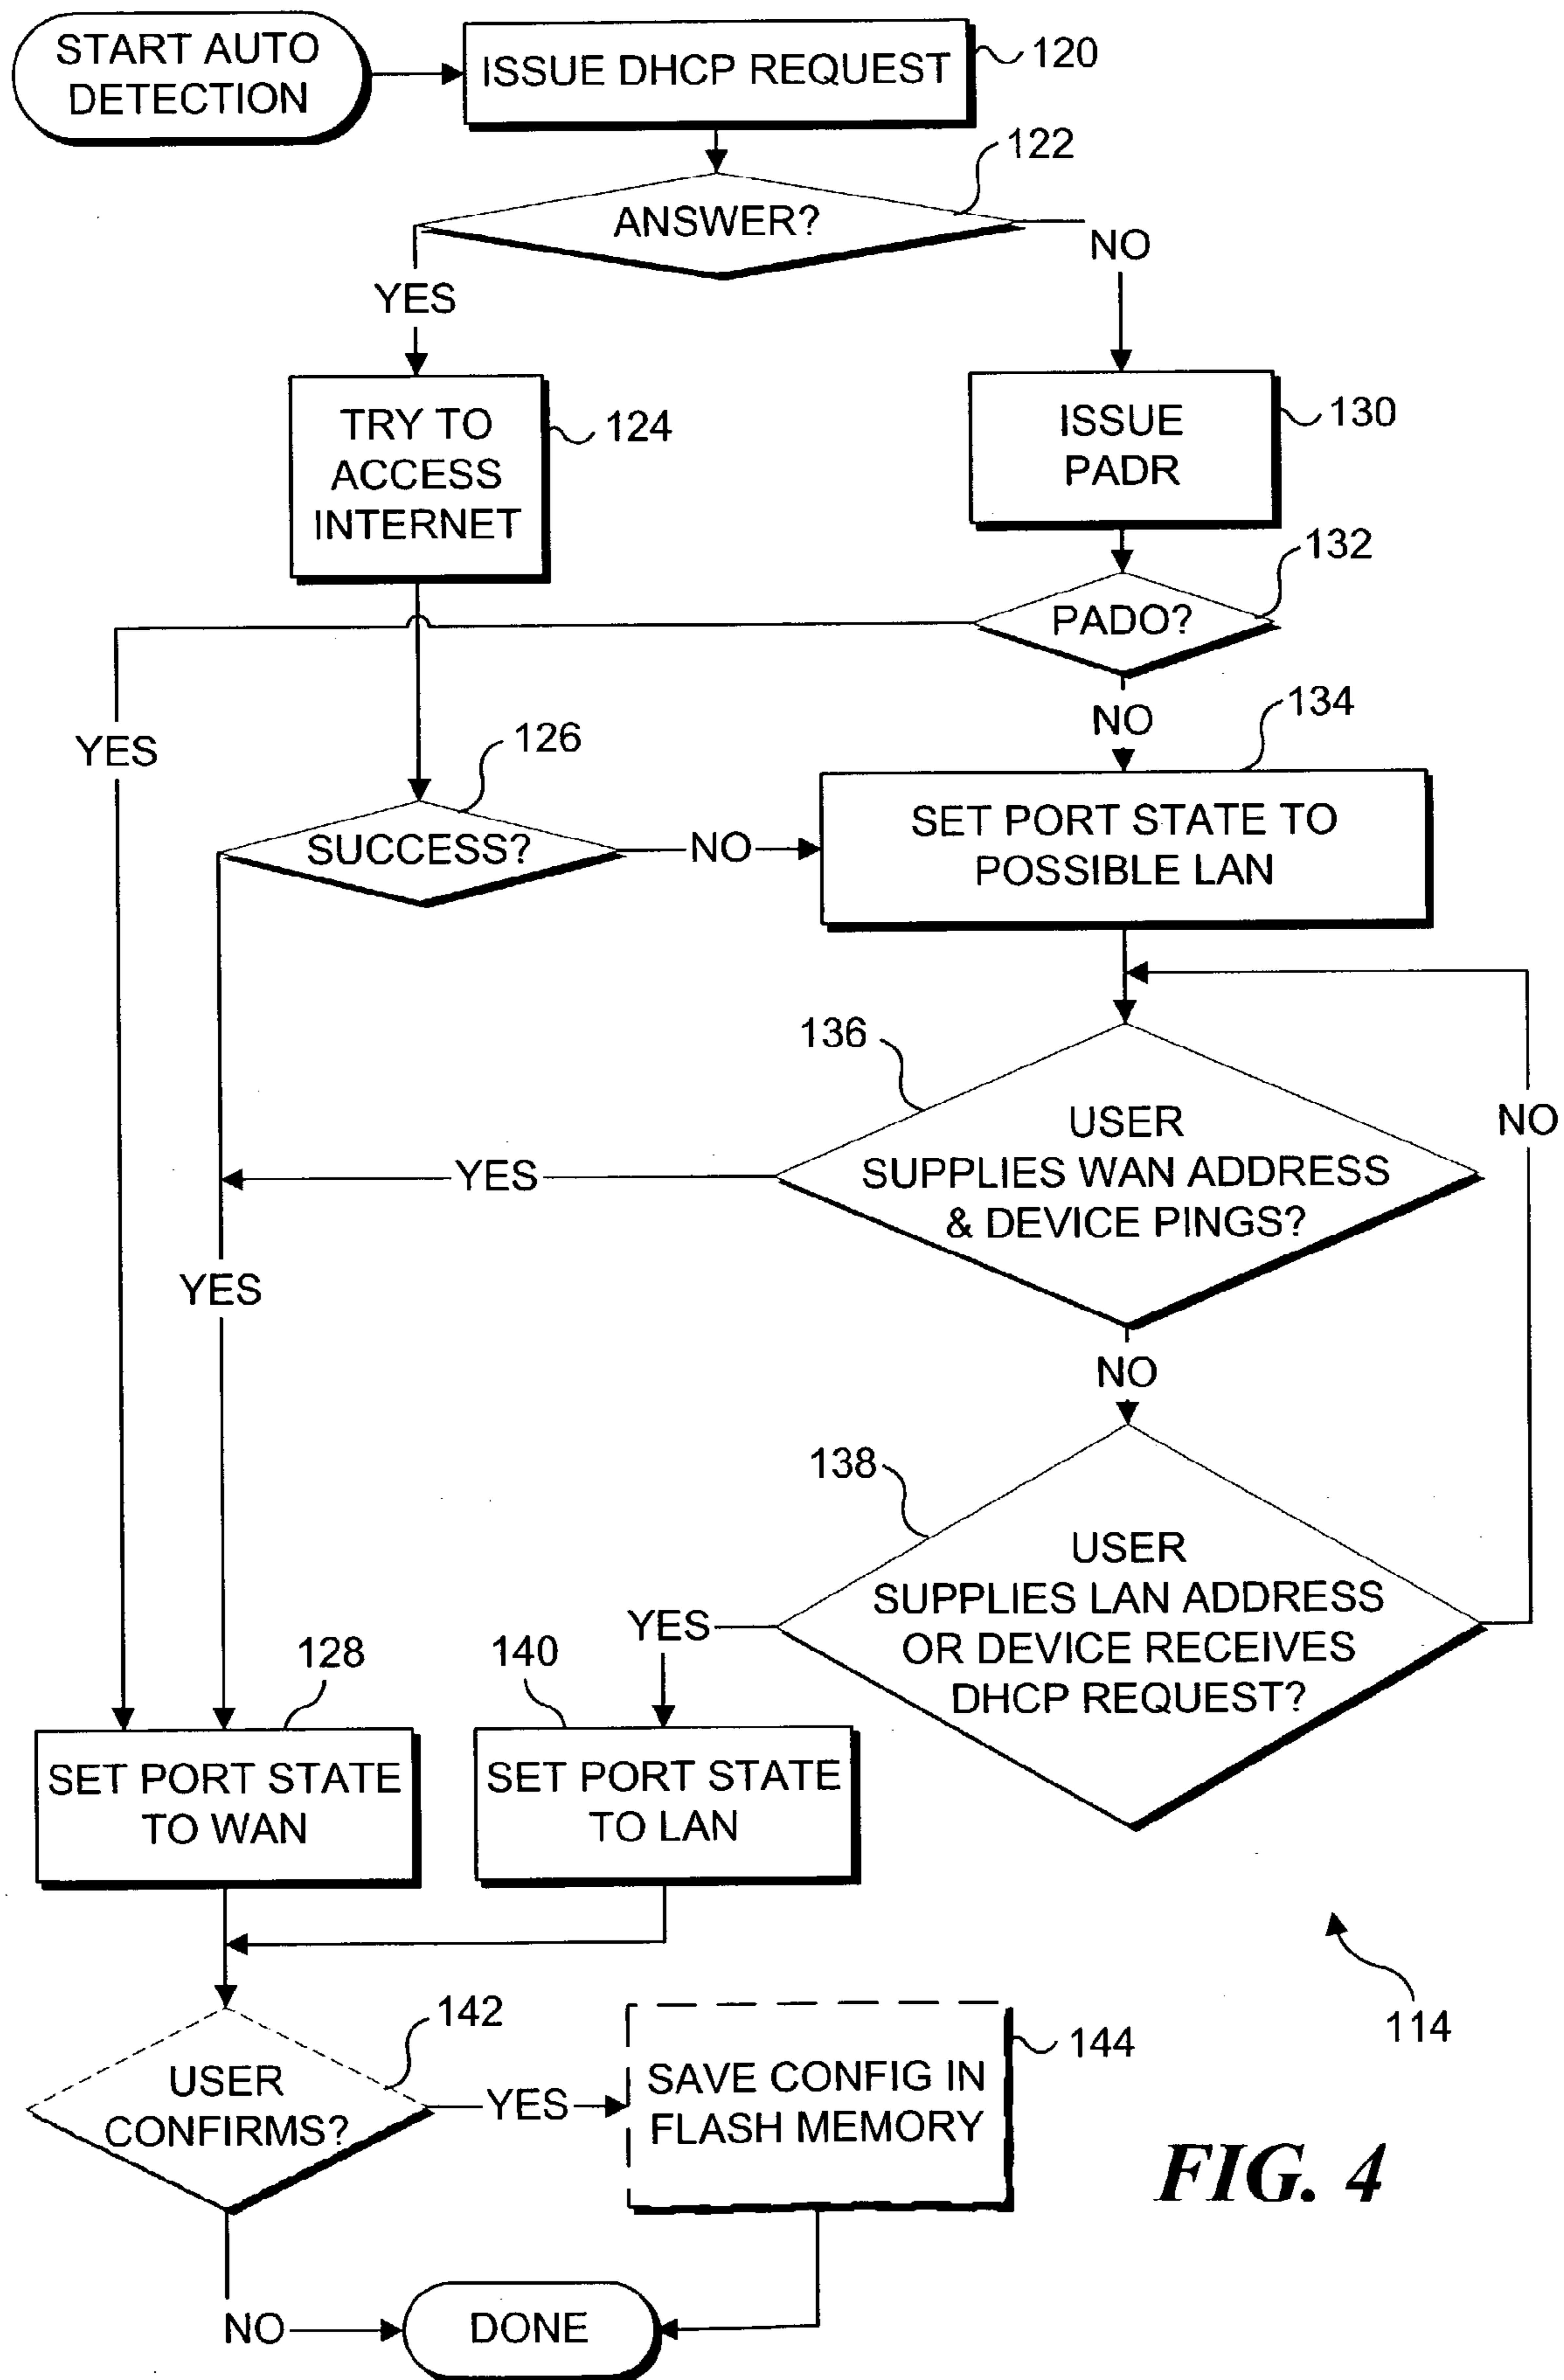 START AUTO
DETECTION
ISSUE DHCP REQUEST
120
122
ANSWER?
NO
YES
TRY TO
ACCESS
INTERNET
124
ISSUE
PADR
130
132
PADO?
YES
NO
134
126
SUCCESS?
NO
SET PORT STATE TO
POSSIBLE LAN
136
USER
SUPPLIES WAN ADDRESS
& DEVICE PINGS?
NO
YES
YES
NO
138
USER
SUPPLIES LAN ADDRESS
OR DEVICE RECEIVES
DHCP REQUEST?
YES
128
140
SET PORT STATE
TO WAN
SET PORT STATE
TO LAN
142
USER
CONFIRMS?
YES
SAVE CONFIG IN
FLASH MEMORY
144
114
FIG. 4
NO
DONE